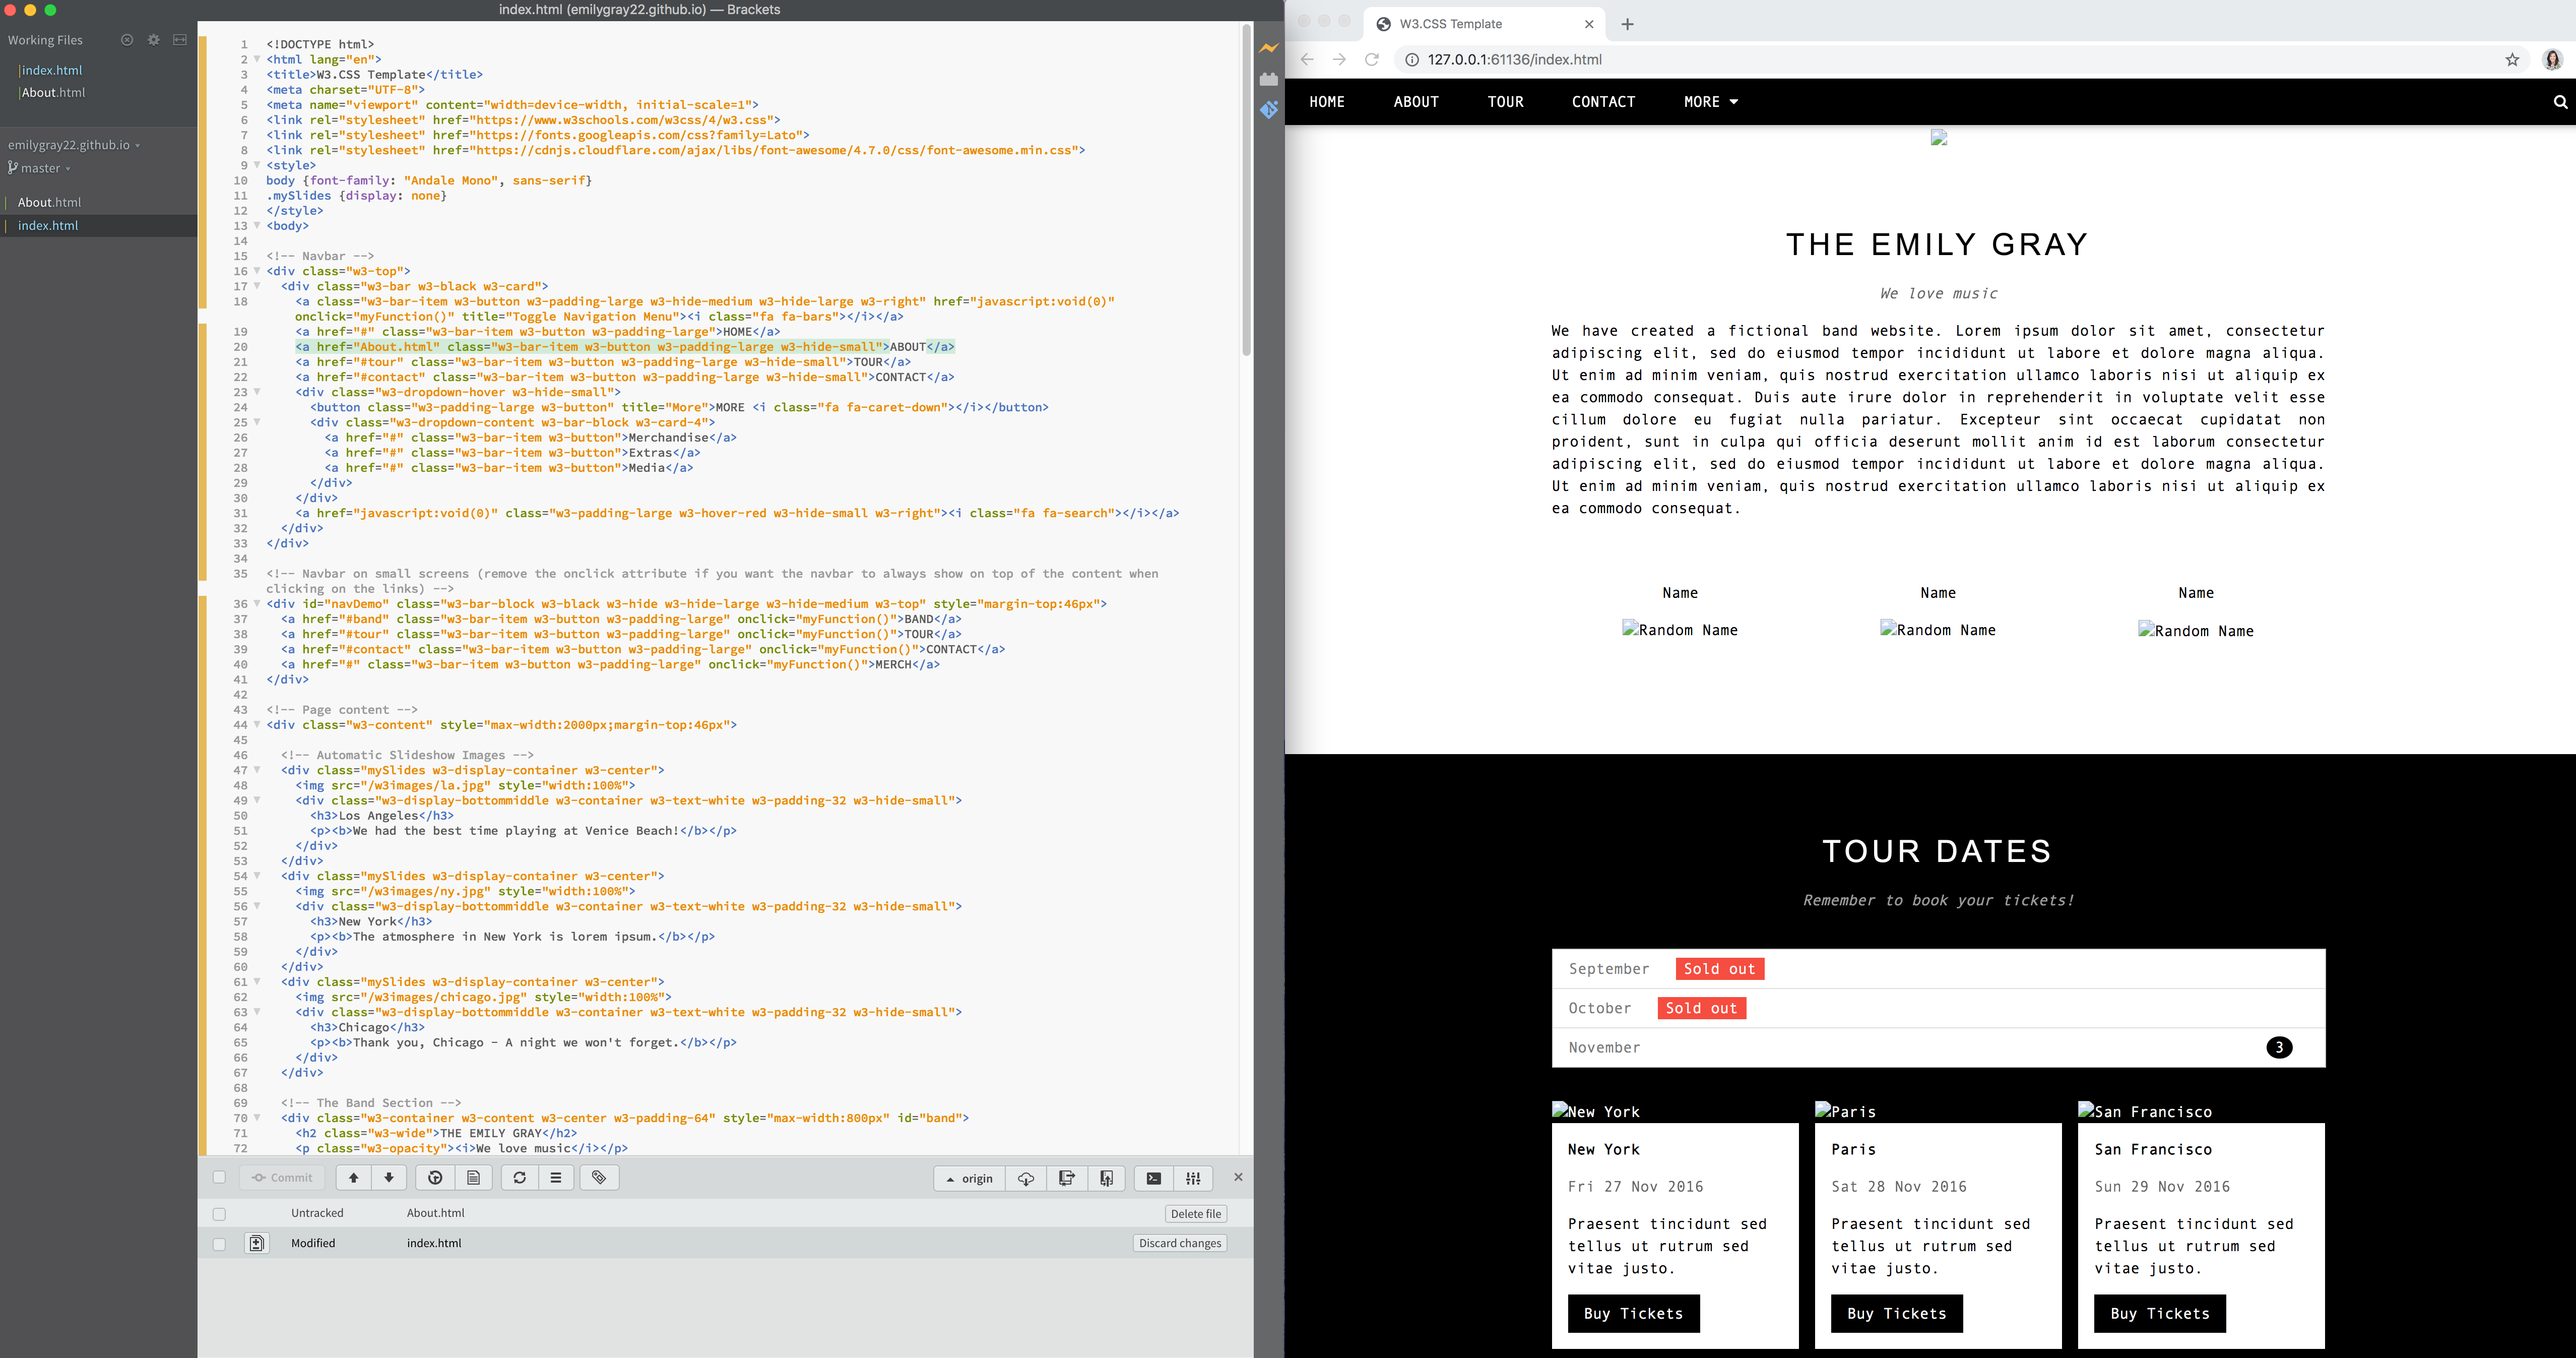 index.html (emilygray22.github.io) — Brackets
Working Files
index.html
About.html
emilygray22.github.io
master
About.html
index.html
1 <!DOCTYPE html>
2 <html lang="en">
3 <title>W3.CSS Template</title>
4 <meta charset="UTF-8">
5 <meta name="viewport" content="width=device-width, initial-scale=1">
6 <link rel="stylesheet" href="https://www.w3schools.com/w3css/4/w3.css">
7 <link rel="stylesheet" href="https://fonts.googleapis.com/css?family=Lato">
8 <link rel="stylesheet" href="https://cdnjs.cloudflare.com/ajax/libs/font-awesome/4.7.0/css/font-awesome.min.css">
9 <style>
10 body {font-family: "Andale Mono", sans-serif}
11 .mySlides {display: none}
12 </style>
13 <body>
14
15 <!-- Navbar -->
16 <div class="w3-top">
17 <div class="w3-bar w3-black w3-card">
18 <a class="w3-bar-item w3-button w3-padding-large w3-hide-medium w3-hide-large w3-right" href="javascript:void(0)"
onclick="myFunction()" title="Toggle Navigation Menu"><i class="fa fa-bars"></i></a>
19 <a href="#" class="w3-bar-item w3-button w3-padding-large">HOME</a>
20 <a href="About.html" class="w3-bar-item w3-button w3-padding-large w3-hide-small">ABOUT</a>
21 <a href="#tour" class="w3-bar-item w3-button w3-padding-large w3-hide-small">TOUR</a>
22 <a href="#contact" class="w3-bar-item w3-button w3-padding-large w3-hide-small">CONTACT</a>
23 <div class="w3-dropdown-hover w3-hide-small">
24 <button class="w3-padding-large w3-button" title="More">MORE <i class="fa fa-caret-down"></i></button>
25 <div class="w3-dropdown-content w3-bar-block w3-card-4">
26 <a href="#" class="w3-bar-item w3-button">Merchandise</a>
27 <a href="#" class="w3-bar-item w3-button">Extras</a>
28 <a href="#" class="w3-bar-item w3-button">Media</a>
29 </div>
30 </div>
31 <a href="javascript:void(0)" class="w3-padding-large w3-hover-red w3-hide-small w3-right"><i class="fa fa-search"></i></a>
32 </div>
33 </div>
34
35 <!-- Navbar on small screens (remove the onclick attribute if you want the navbar to always show on top of the content when
clicking on the links) -->
36 <div id="navDemo" class="w3-bar-block w3-black w3-hide w3-hide-large w3-hide-medium w3-top" style="margin-top:46px">
37 <a href="#band" class="w3-bar-item w3-button w3-padding-large" onclick="myFunction()">BAND</a>
38 <a href="#tour" class="w3-bar-item w3-button w3-padding-large" onclick="myFunction()">TOUR</a>
39 <a href="#contact" class="w3-bar-item w3-button w3-padding-large" onclick="myFunction()">CONTACT</a>
40 <a href="#" class="w3-bar-item w3-button w3-padding-large" onclick="myFunction()">MERCH</a>
41 </div>
42
43 <!-- Page content -->
44 <div class="w3-content" style="max-width:2000px;margin-top:46px">
45
46 <!-- Automatic Slideshow Images -->
47 <div class="mySlides w3-display-container w3-center">
48 <img src="/w3images/la.jpg" style="width:100%">
49 <div class="w3-display-bottommiddle w3-container w3-text-white w3-padding-32 w3-hide-small">
50 <h3>Los Angeles</h3>
51 <p><b>We had the best time playing at Venice Beach!</b></p>
52 </div>
53 </div>
54 <div class="mySlides w3-display-container w3-center">
55 <img src="/w3images/ny.jpg" style="width:100%">
56 <div class="w3-display-bottommiddle w3-container w3-text-white w3-padding-32 w3-hide-small">
57 <h3>New York</h3>
58 <p><b>The atmosphere in New York is lorem ipsum.</b></p>
59 </div>
60 </div>
61 <div class="mySlides w3-display-container w3-center">
62 <img src="/w3images/chicago.jpg" style="width:100%">
63 <div class="w3-display-bottommiddle w3-container w3-text-white w3-padding-32 w3-hide-small">
64 <h3>Chicago</h3>
65 <p><b>Thank you, Chicago - A night we won't forget.</b></p>
66 </div>
67 </div>
68
69 <!-- The Band Section -->
70 <div class="w3-container w3-content w3-center w3-padding-64" style="max-width:800px" id="band">
71 <h2 class="w3-wide">THE EMILY GRAY</h2>
72 <p class="w3-opacity"><i>We love music</i></p>
Commit
origin
Untracked About.html Delete file
Modified index.html Discard changes
W3.CSS Template
127.0.0.1:61136/index.html
HOME ABOUT TOUR CONTACT MORE
THE EMILY GRAY
We love music
We have created a fictional band website. Lorem ipsum dolor sit amet, consectetur
adipiscing elit, sed do eiusmod tempor incididunt ut labore et dolore magna aliqua.
Ut enim ad minim veniam, quis nostrud exercitation ullamco laboris nisi ut aliquip ex
ea commodo consequat. Duis aute irure dolor in reprehenderit in voluptate velit esse
cillum dolore eu fugiat nulla pariatur. Excepteur sint occaecat cupidatat non
proident, sunt in culpa qui officia deserunt mollit anim id est laborum consectetur
adipiscing elit, sed do eiusmod tempor incididunt ut labore et dolore magna aliqua.
Ut enim ad minim veniam, quis nostrud exercitation ullamco laboris nisi ut aliquip ex
ea commodo consequat.
Name Name Name
Random Name Random Name Random Name
TOUR DATES
Remember to book your tickets!
September Sold out
October Sold out
November 3
New York Paris San Francisco
New York Paris San Francisco
Fri 27 Nov 2016 Sat 28 Nov 2016 Sun 29 Nov 2016
Praesent tincidunt sed Praesent tincidunt sed Praesent tincidunt sed
tellus ut rutrum sed tellus ut rutrum sed tellus ut rutrum sed
vitae justo. vitae justo. vitae justo.
Buy Tickets Buy Tickets Buy Tickets